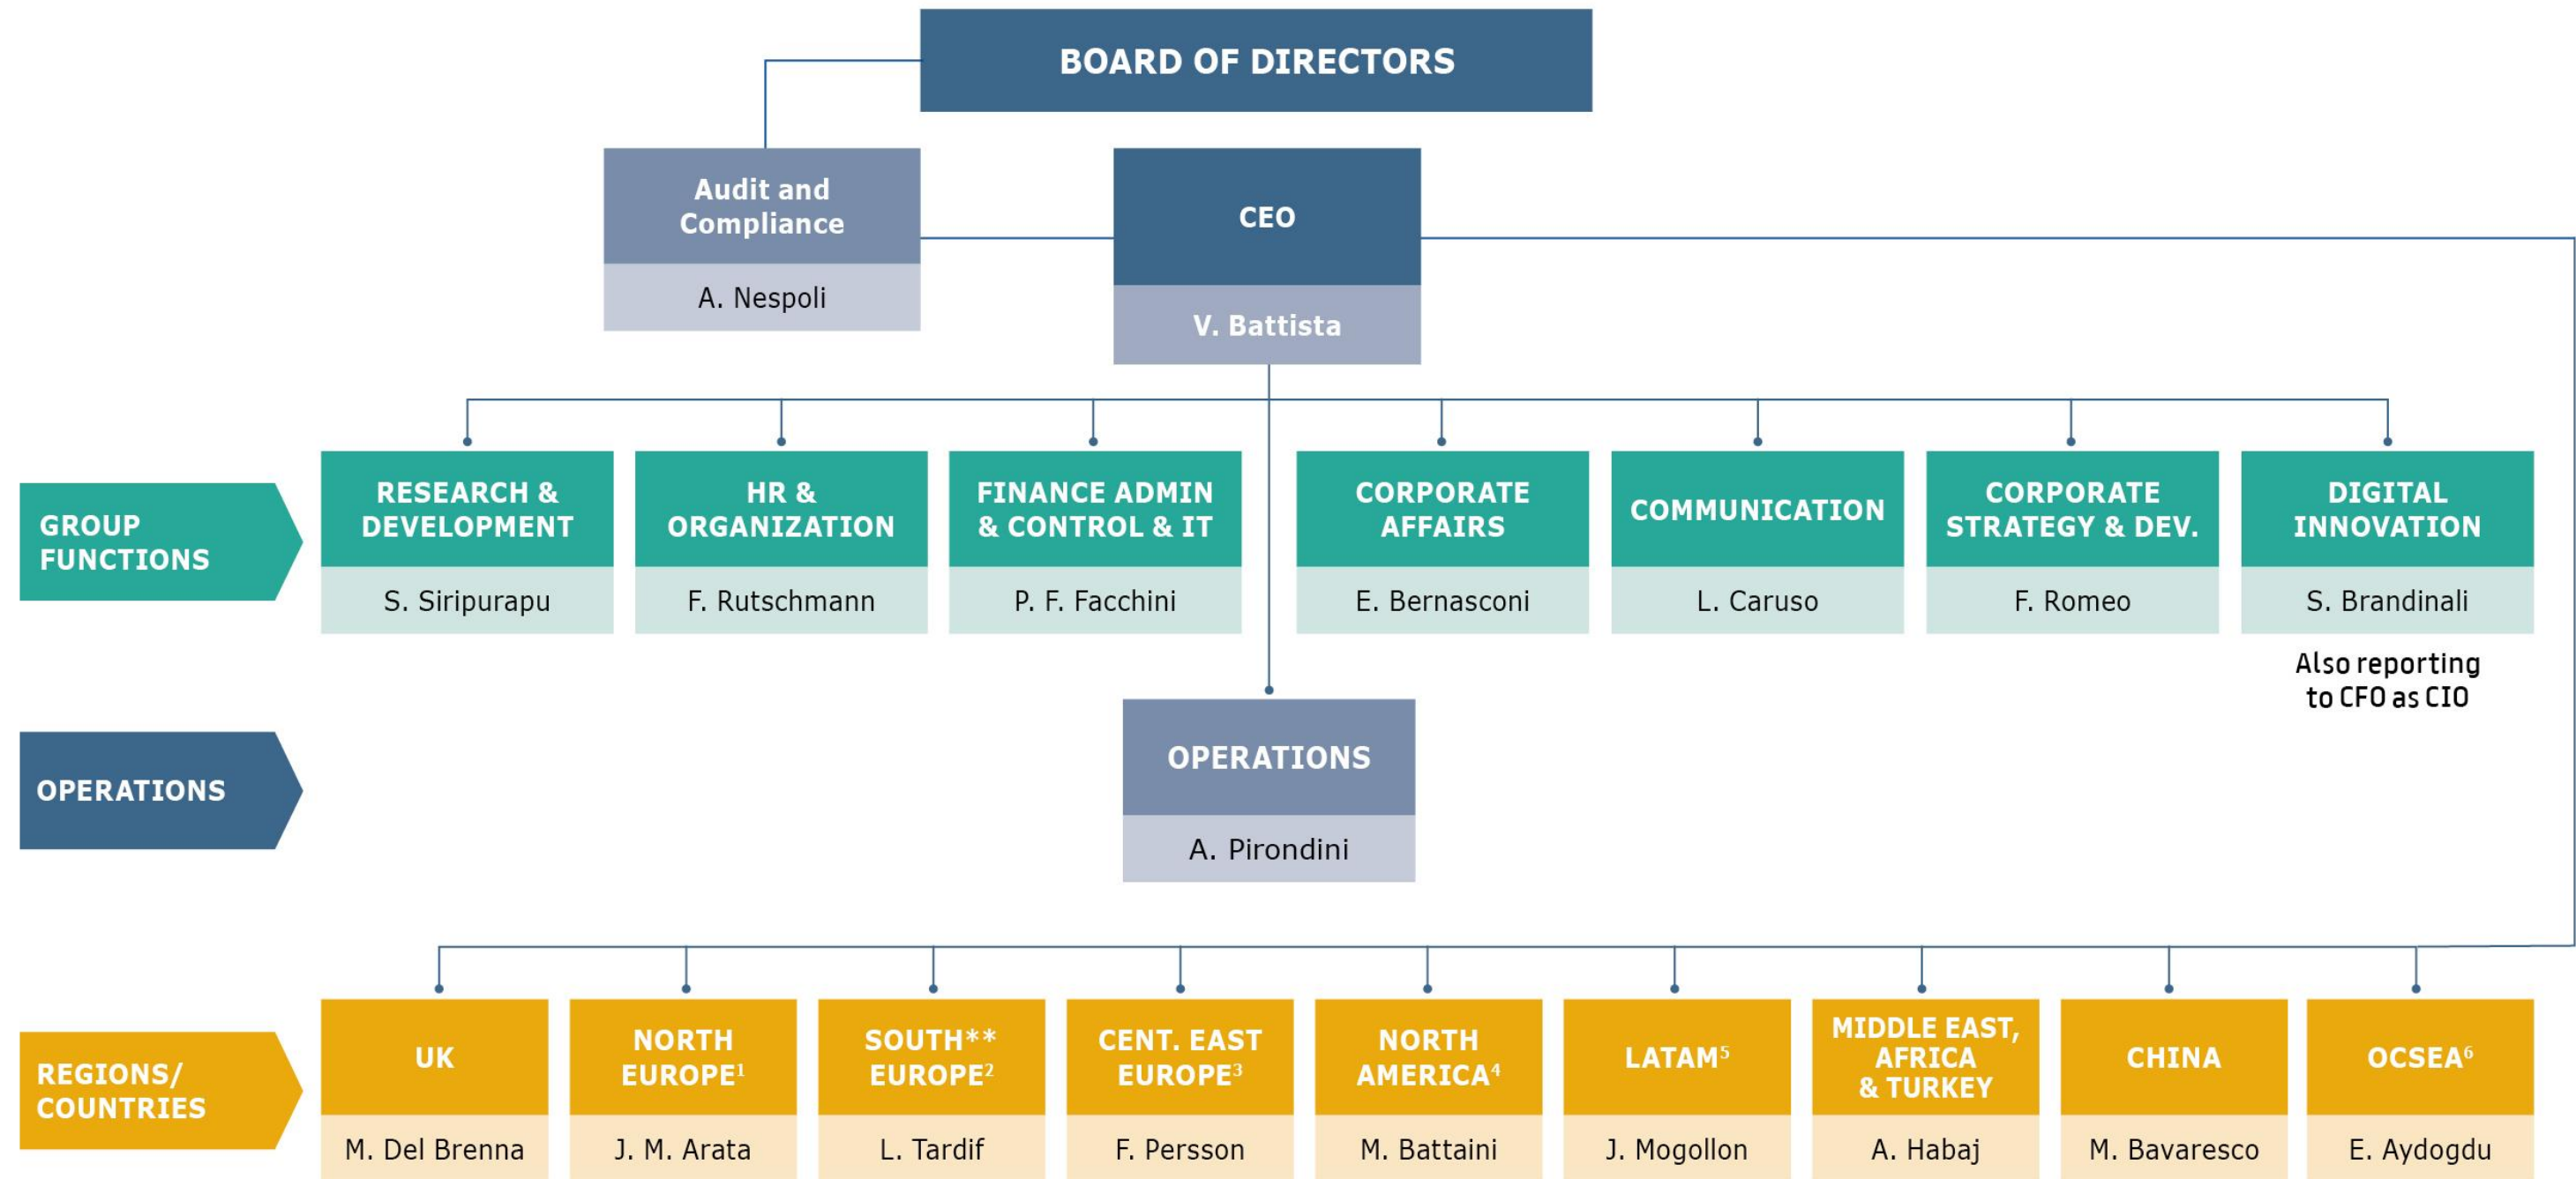 BOARD OF DIRECTORS
Audit and
Compliance
A. Nespoli
CEO
V. Battista
GROUP
FUNCTIONS
RESEARCH &
DEVELOPMENT
S. Siripurapu
HR &
ORGANIZATION
F. Rutschmann
FINANCE ADMIN
& CONTROL & IT
P. F. Facchini
CORPORATE
AFFAIRS
E. Bernasconi
COMMUNICATION
L. Caruso
CORPORATE
STRATEGY & DEV.
F. Romeo
DIGITAL
INNOVATION
S. Brandinali
Also reporting
to CFO as CIO
OPERATIONS
OPERATIONS
A. Pirondini
REGIONS/
COUNTRIES
UK
M. Del Brenna
NORTH
EUROPE¹
J. M. Arata
SOUTH**
EUROPE²
L. Tardif
CENT. EAST
EUROPE³
F. Persson
NORTH
AMERICA⁴
M. Battaini
LATAM⁵
J. Mogollon
MIDDLE EAST,
AFRICA
& TURKEY
A. Habaj
CHINA
M. Bavaresco
OCSEA⁶
E. Aydogdu